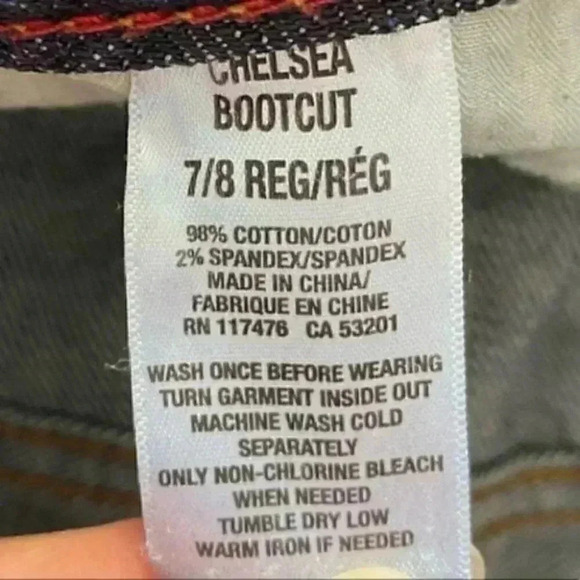 CHELSEA
BOOTCUT
7/8 REG/RÉG
98% COTTON/COTON
2% SPANDEX/SPANDEX
MADE IN CHINA/
FABRIQUE EN CHINE
RN 117476 CA 53201
WASH ONCE BEFORE WEARING
TURN GARMENT INSIDE OUT
MACHINE WASH COLD
SEPARATELY
ONLY NON-CHLORINE BLEACH
WHEN NEEDED
TUMBLE DRY LOW
WARM IRON IF NEEDED